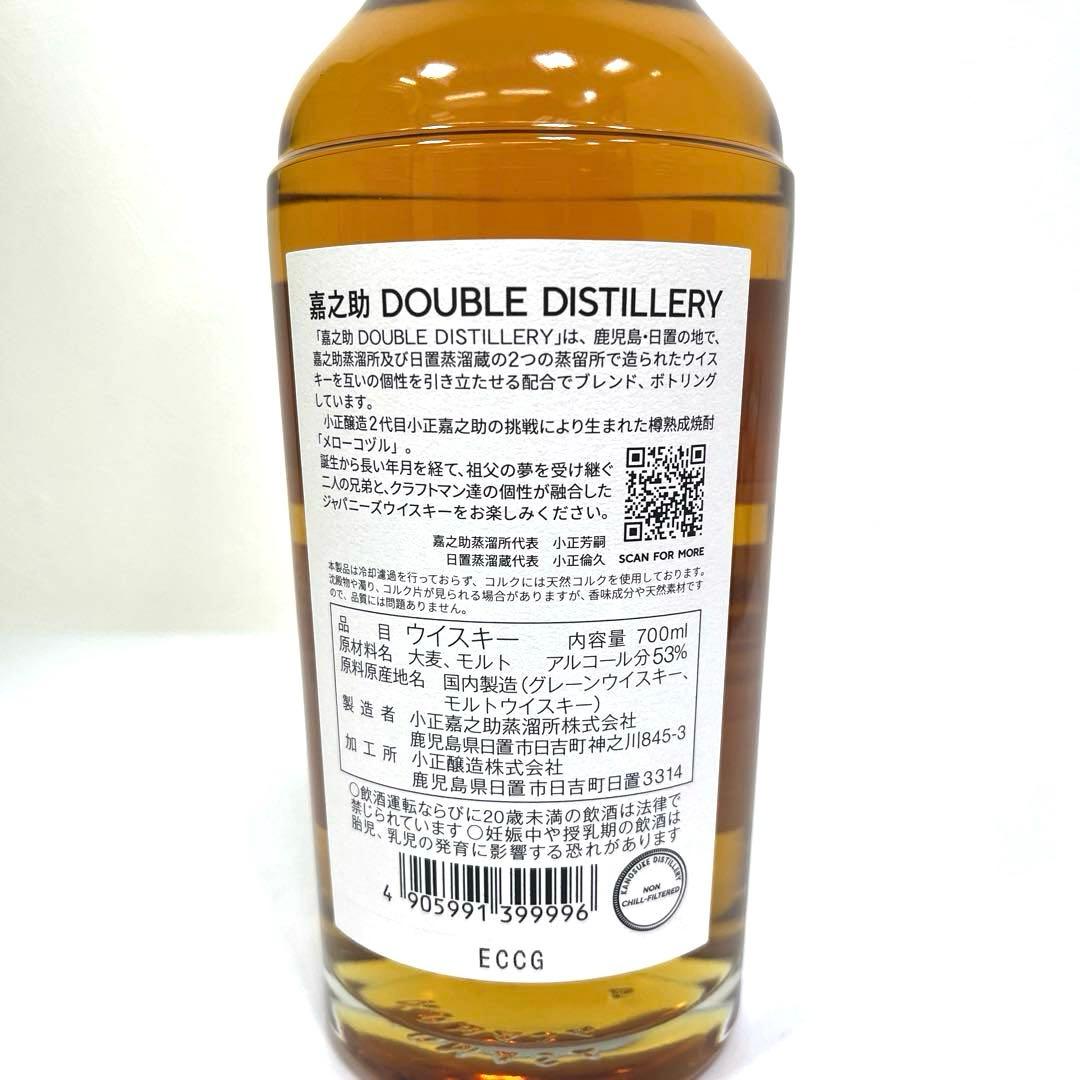 嘉之助 DOUBLE DISTILLERY
「嘉之助 DOUBLE DISTILLERY」は、鹿児島・日置の地で、
嘉之助蒸溜所及び日置蒸溜蔵の2つの蒸留所で造られたウイス
キーを互いの個性を引き立たせる配合でブレンド、ボトリング
しています。
小正醸造2代目小正嘉之助の挑戦により生まれた樽熟成焼酎
「メローコヅル」。
誕生から長い年月を経て、祖父の夢を受け継ぐ
二人の兄弟と、クラフトマン達の個性が融合した
ジャパニーズウイスキーをお楽しみください。
嘉之助蒸溜所代表 小正芳嗣
日置蒸溜蔵代表 小正倫久
SCAN FOR MORE
本製品は冷却濾過を行っておらず、コルクには天然コルクを使用しております。
沈殿物や濁り、コルク片が見られる場合がありますが、香味成分や天然素材です
ので、品質には問題ありません。
品目 ウイスキー 内容量 700ml
原材料名 大麦、モルト アルコール分53%
原料原産地名 国内製造(グレーンウイスキー、
モルトウイスキー)
製造者 小正嘉之助蒸溜所株式会社
鹿児島県日置市日吉町神之川845-3
加工所 小正醸造株式会社
鹿児島県日置市日吉町日置3314
○飲酒運転ならびに20歳未満の飲酒は法律で
禁じられています ○妊娠中や授乳期の飲酒は
胎児、乳児の発育に影響する恐れがあります
4 905991 399996
KANOSUKE DISTILLERY
NON
CHILL-FILTERED
ECCG